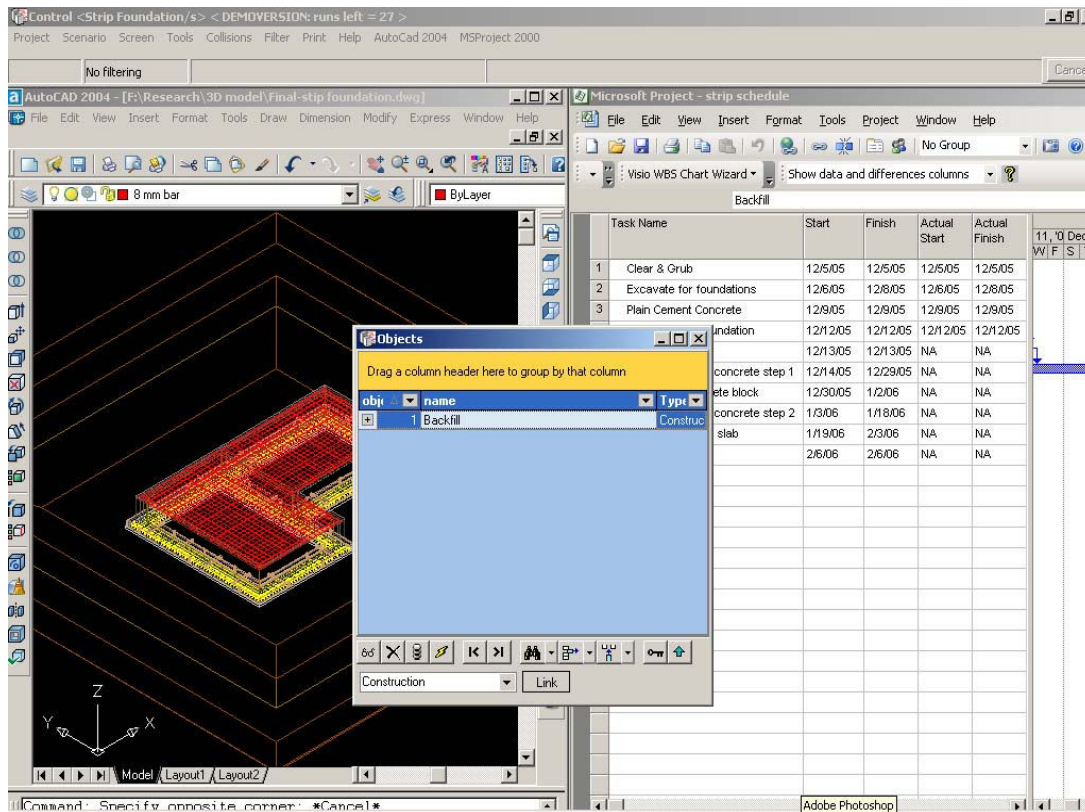 Control <Strip Foundation/s> < DEMOVERSION: runs left = 27 >
Project Scenario Screen Tools Collisions Filter Print Help AutoCad 2004 MSProject 2000
No filtering
Cance
AutoCAD 2004 - [F:\Research\3D model\Final-stip foundation.dwg]
File Edit View Insert Format Tools Draw Dimension Modify Express Window Help
8 mm bar
ByLayer
Microsoft Project - strip schedule
File Edit View Insert Format Tools Project Window Help
No Group
Visio WBS Chart Wizard
Show data and differences columns
Backfill
Task Name Start Finish Actual Start Actual Finish
11, '0 Dec
W F S
1 Clear & Grub 12/5/05 12/5/05 12/5/05 12/5/05
2 Excavate for foundations 12/6/05 12/8/05 12/6/05 12/8/05
3 Plain Cement Concrete 12/9/05 12/9/05 12/9/05 12/9/05
undation 12/12/05 12/12/05 12/12/05 12/12/05
12/13/05 12/13/05 NA NA
concrete step 1 12/14/05 12/29/05 NA NA
ete block 12/30/05 1/2/06 NA NA
concrete step 2 1/3/06 1/18/06 NA NA
slab 1/19/06 2/3/06 NA NA
2/6/06 2/6/06 NA NA
Objects
Drag a column header here to group by that column
obje name Type
1 Backfill Construc
Construction
Link
Z
Y
X
Model Layout1 Layout2
Command: Specify opposite corner: *Cancel*
Adobe Photoshop